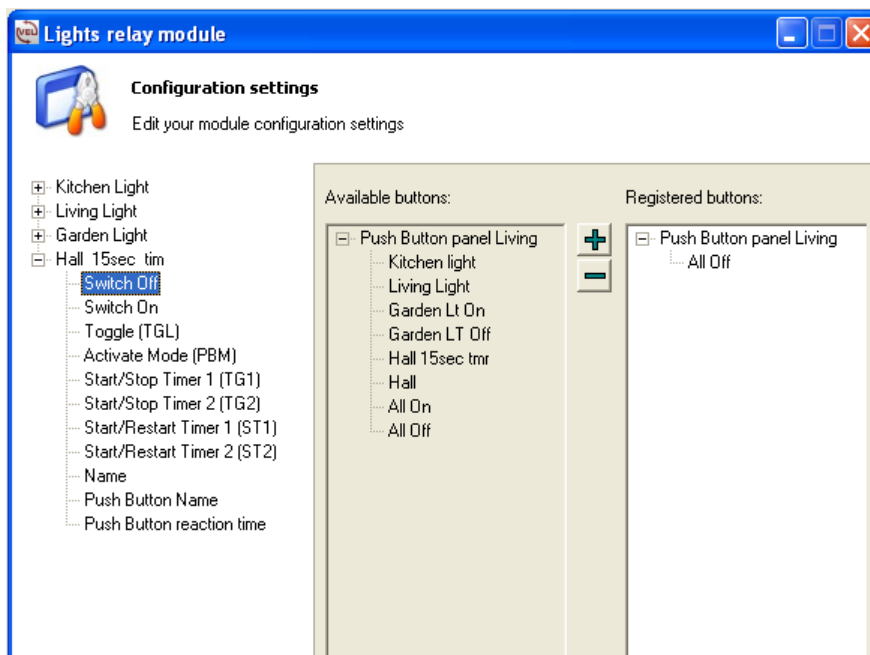 VEL
Lights relay module
Configuration settings
Edit your module configuration settings
Kitchen Light
Living Light
Garden Light
Hall 15sec tim
Switch Off
Switch On
Toggle (TGL)
Activate Mode (PBM)
Start/Stop Timer 1 (TG1)
Start/Stop Timer 2 (TG2)
Start/Restart Timer 1 (ST1)
Start/Restart Timer 2 (ST2)
Name
Push Button Name
Push Button reaction time
Available buttons:
Push Button panel Living
Kitchen light
Living Light
Garden Lt On
Garden LT Off
Hall 15sec tmr
Hall
All On
All Off
Registered buttons:
Push Button panel Living
All Off